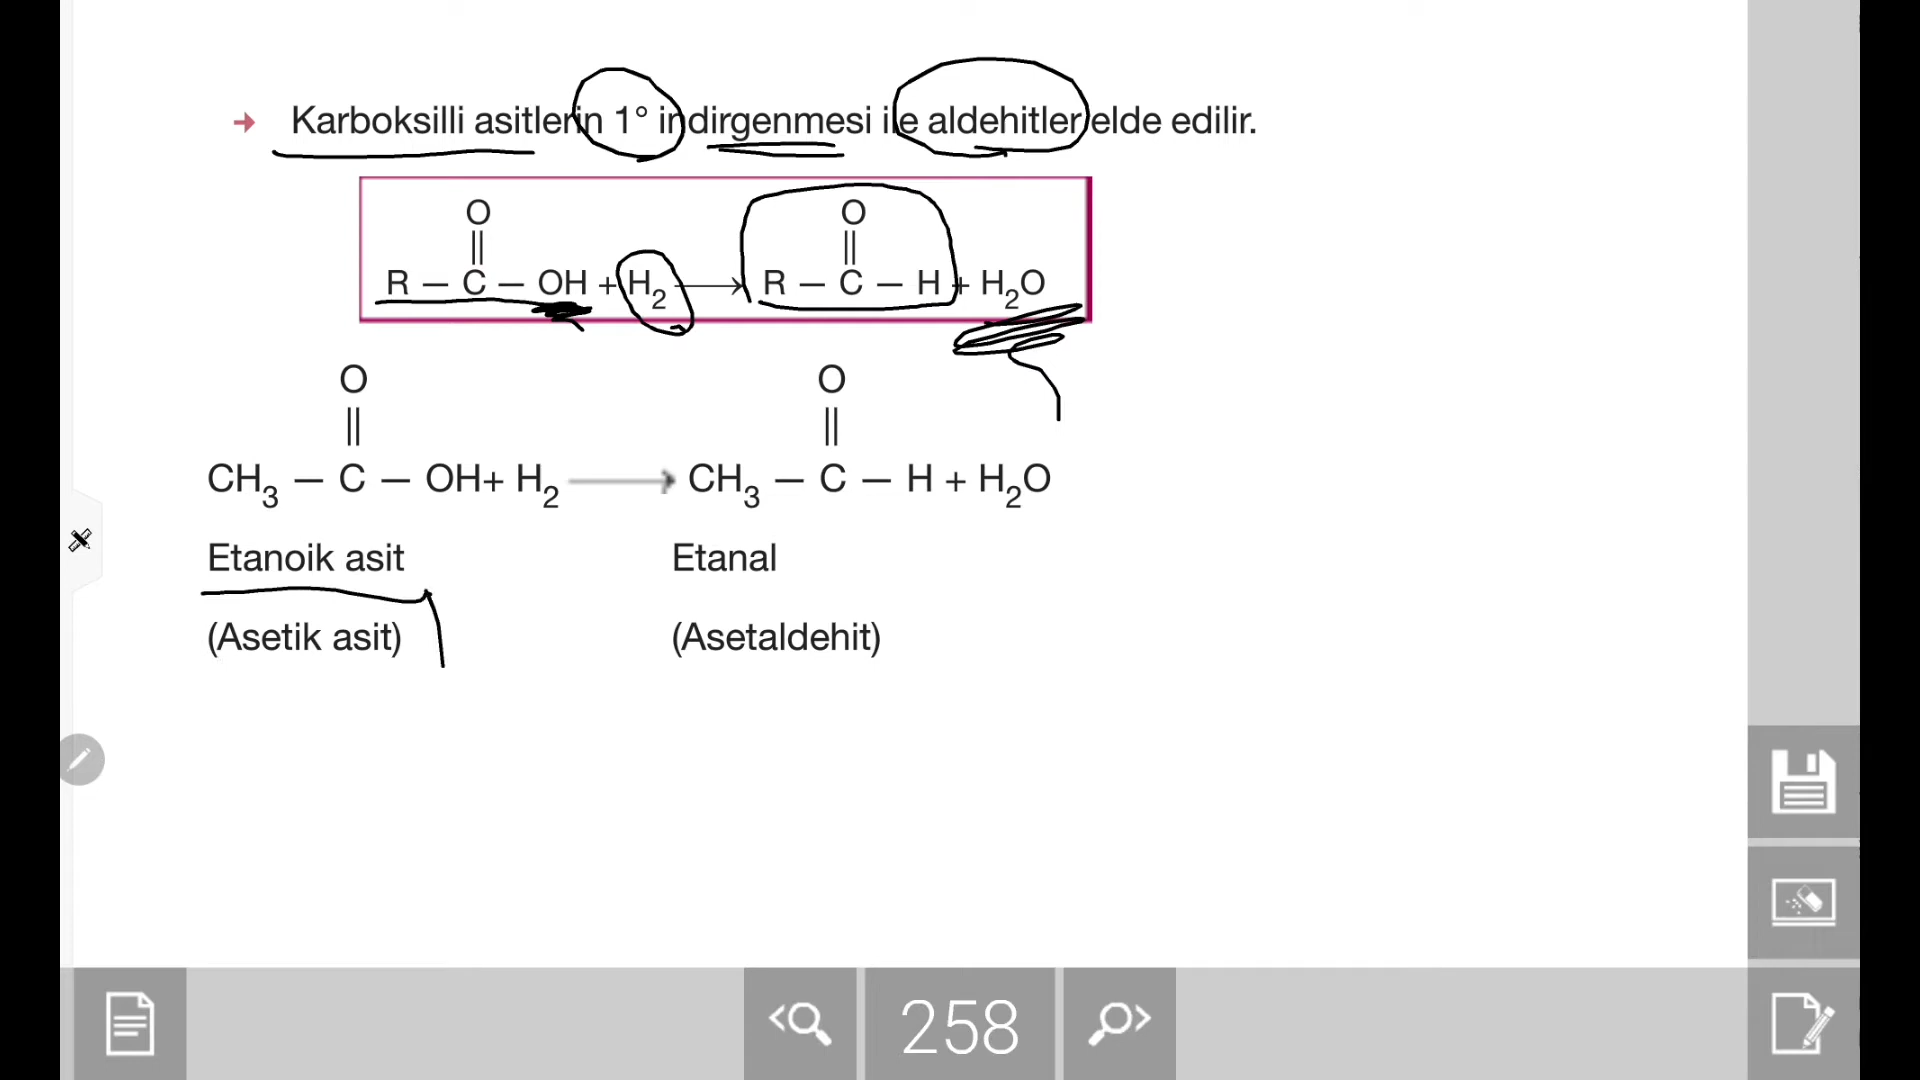 → Karboksilli asitlerin 1° indirgenmesi ile aldehitler elde edilir.
O O
|| ||
R — C — OH + H₂ ⟶ R — C — H + H₂O
O O
|| ||
CH₃ — C — OH+ H₂ ⟶ CH₃ — C — H + H₂O
Etanoik asit Etanal
(Asetik asit) (Asetaldehit)
258